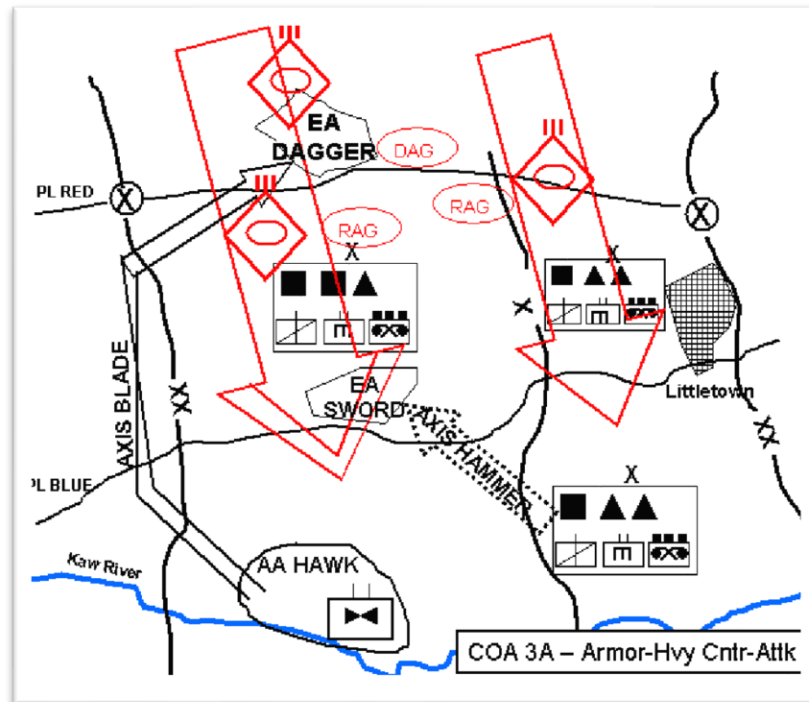 EA
DAGGER
DAG
PL RED
X
RAG
RAG
X
X
X
X
EA
SWORD
AXIS BLADE
XX
AXIS HAMMER
Littletown
XX
PL BLUE
X
Kaw River
AA HAWK
COA 3A – Armor-Hvy Cntr-Attk